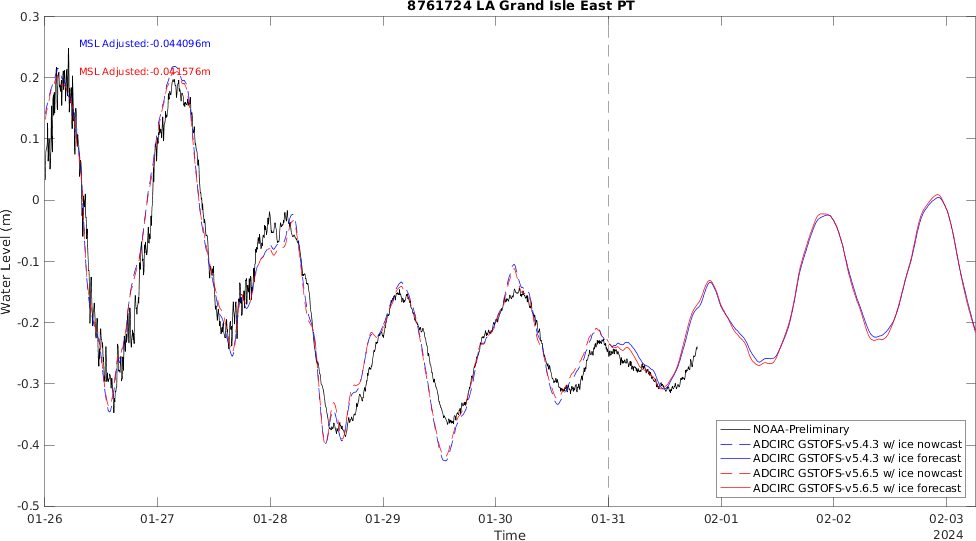 8761724 LA Grand Isle East PT
MSL Adjusted:-0.044096m
MSL Adjusted:-0.041576m
0.3
0.2
0.1
0
-0.1
-0.2
-0.3
-0.4
-0.5
Water Level (m)
NOAA-Preliminary
ADCIRC GSTOFS-v5.4.3 w/ ice nowcast
ADCIRC GSTOFS-v5.4.3 w/ ice forecast
ADCIRC GSTOFS-v5.6.5 w/ ice nowcast
ADCIRC GSTOFS-v5.6.5 w/ ice forecast
01-26 01-27 01-28 01-29 01-30 01-31 02-01 02-02 02-03
Time
2024